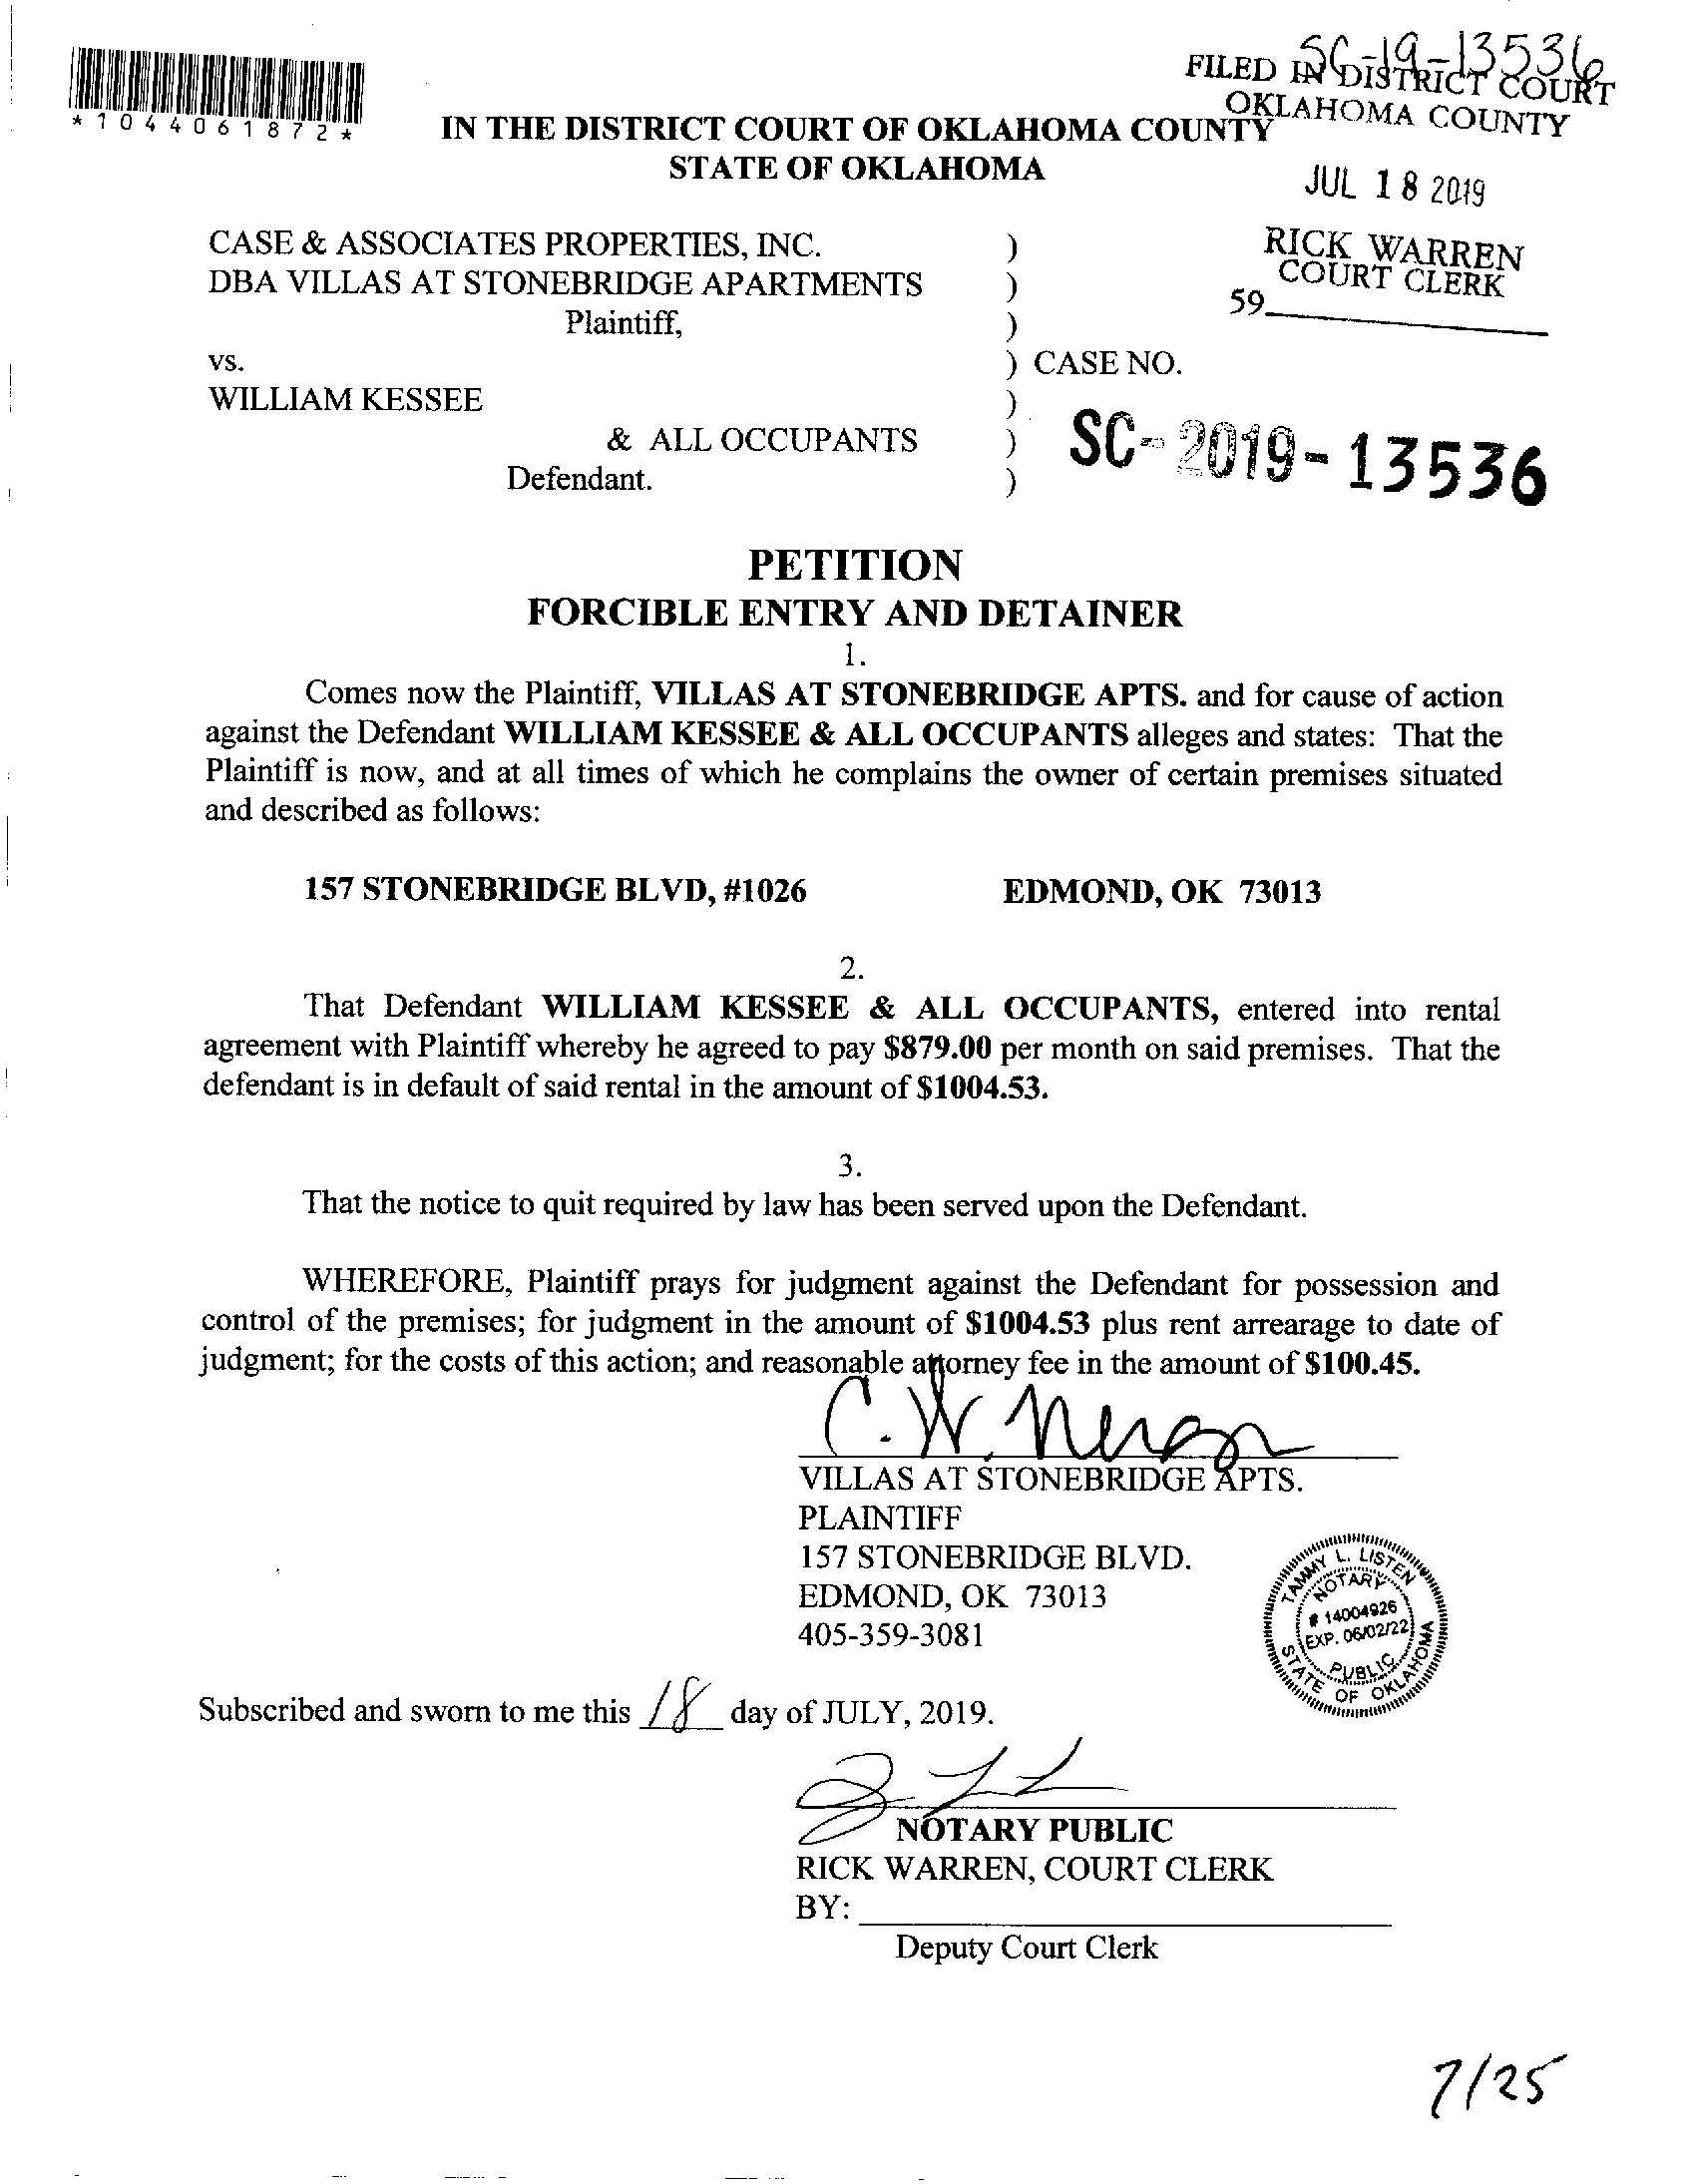 SC-19-13536
FILED IN DISTRICT COURT
OKLAHOMA COUNTY
*1044061872*
IN THE DISTRICT COURT OF OKLAHOMA COUNTY
STATE OF OKLAHOMA
JUL 18 2019
RICK WARREN
COURT CLERK
59
CASE & ASSOCIATES PROPERTIES, INC. )
DBA VILLAS AT STONEBRIDGE APARTMENTS )
Plaintiff, )
vs. ) CASE NO.
WILLIAM KESSEE )
& ALL OCCUPANTS )
Defendant. )
SC-2019-13536
PETITION
FORCIBLE ENTRY AND DETAINER
1.
Comes now the Plaintiff, VILLAS AT STONEBRIDGE APTS. and for cause of action
against the Defendant WILLIAM KESSEE & ALL OCCUPANTS alleges and states: That the
Plaintiff is now, and at all times of which he complains the owner of certain premises situated
and described as follows:
157 STONEBRIDGE BLVD, #1026 EDMOND, OK 73013
2.
That Defendant WILLIAM KESSEE & ALL OCCUPANTS, entered into rental
agreement with Plaintiff whereby he agreed to pay $879.00 per month on said premises. That the
defendant is in default of said rental in the amount of $1004.53.
3.
That the notice to quit required by law has been served upon the Defendant.
WHEREFORE, Plaintiff prays for judgment against the Defendant for possession and
control of the premises; for judgment in the amount of $1004.53 plus rent arrearage to date of
judgment; for the costs of this action; and reasonable attorney fee in the amount of $100.45.
C. W.
VILLAS AT STONEBRIDGE APTS.
PLAINTIFF
157 STONEBRIDGE BLVD.
EDMOND, OK 73013
405-359-3081
TAMMY L. LISTEN
NOTARY
# 14004926
EXP. 06/02/22
PUBLIC
STATE OF OKLAHOMA
Subscribed and sworn to me this 18 day of JULY, 2019.
NOTARY PUBLIC
RICK WARREN, COURT CLERK
BY:
Deputy Court Clerk
7/25